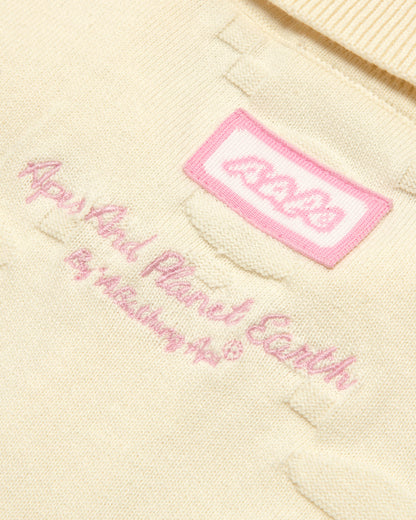 AAPE
Apes And Planet Earth
By *A Bathing Ape®